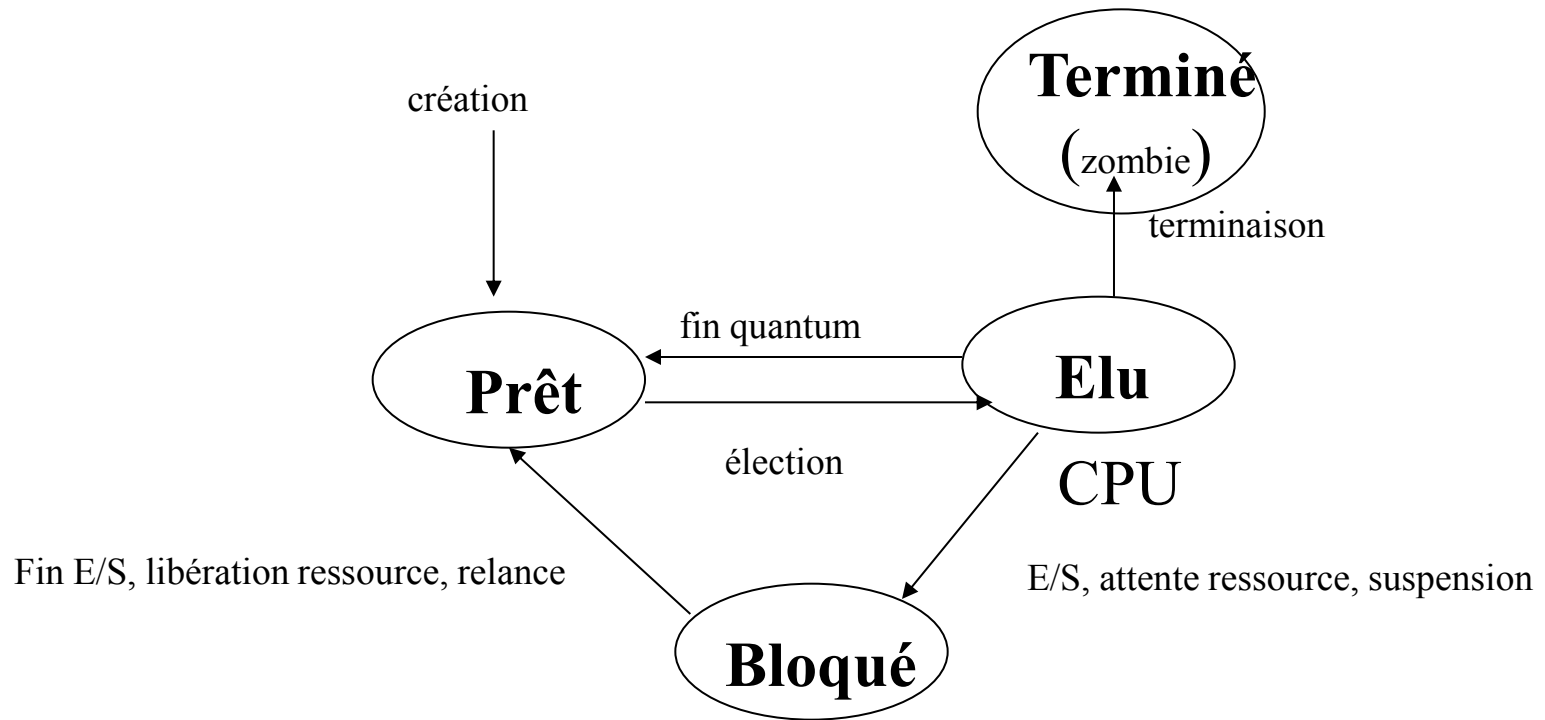 Terminé
création
(zombie)
terminaison
fin quantum
Prêt
Elu
élection
CPU
Fin E/S, libération ressource, relance
E/S, attente ressource, suspension
Bloqué